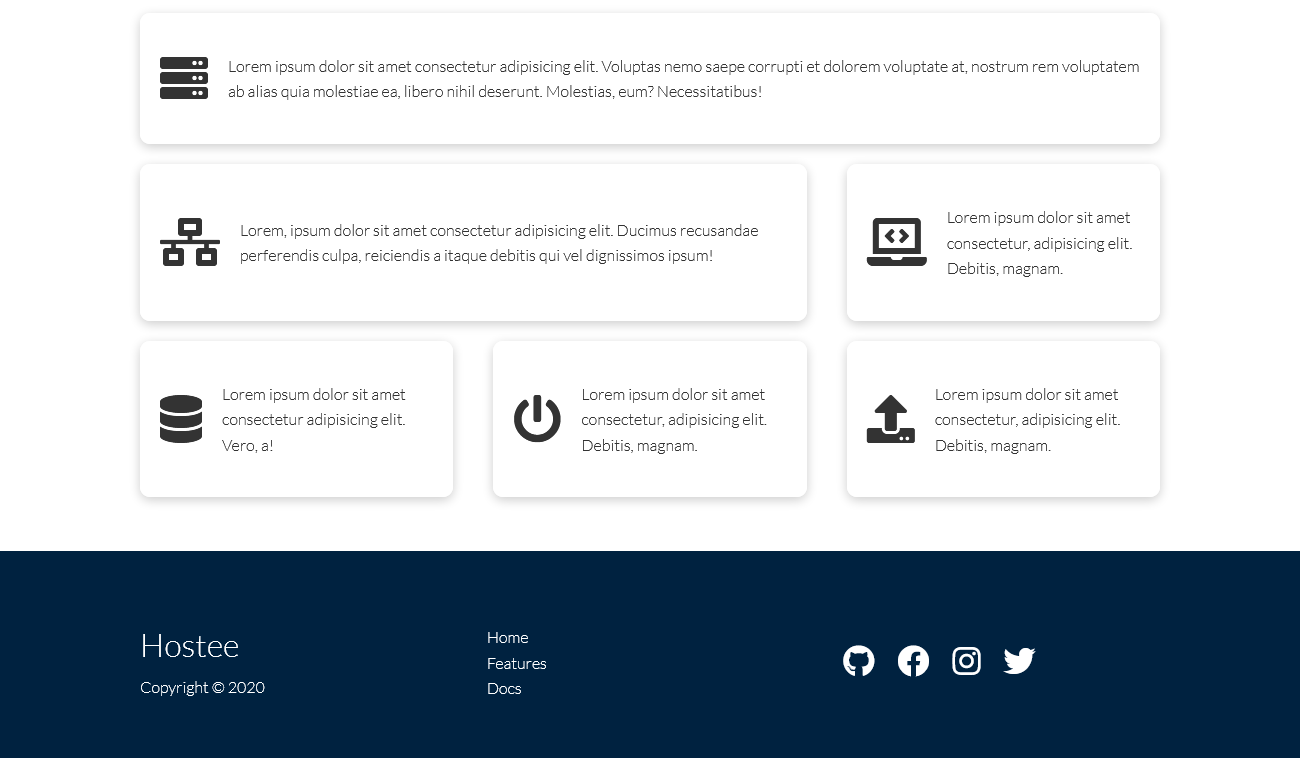 Lorem ipsum dolor sit amet consectetur adipisicing elit. Voluptas nemo saepe corrupti et dolorem voluptate at, nostrum rem voluptatem
ab alias quia molestiae ea, libero nihil deserunt. Molestias, eum? Necessitatibus!
Lorem, ipsum dolor sit amet consectetur adipisicing elit. Ducimus recusandae
perferendis culpa, reiciendis a itaque debitis qui vel dignissimos ipsum!
Lorem ipsum dolor sit amet
consectetur, adipisicing elit.
Debitis, magnam.
Lorem ipsum dolor sit amet
consectetur adipisicing elit.
Vero, a!
Lorem ipsum dolor sit amet
consectetur, adipisicing elit.
Debitis, magnam.
Lorem ipsum dolor sit amet
consectetur, adipisicing elit.
Debitis, magnam.
Hostee
Copyright © 2020
Home
Features
Docs